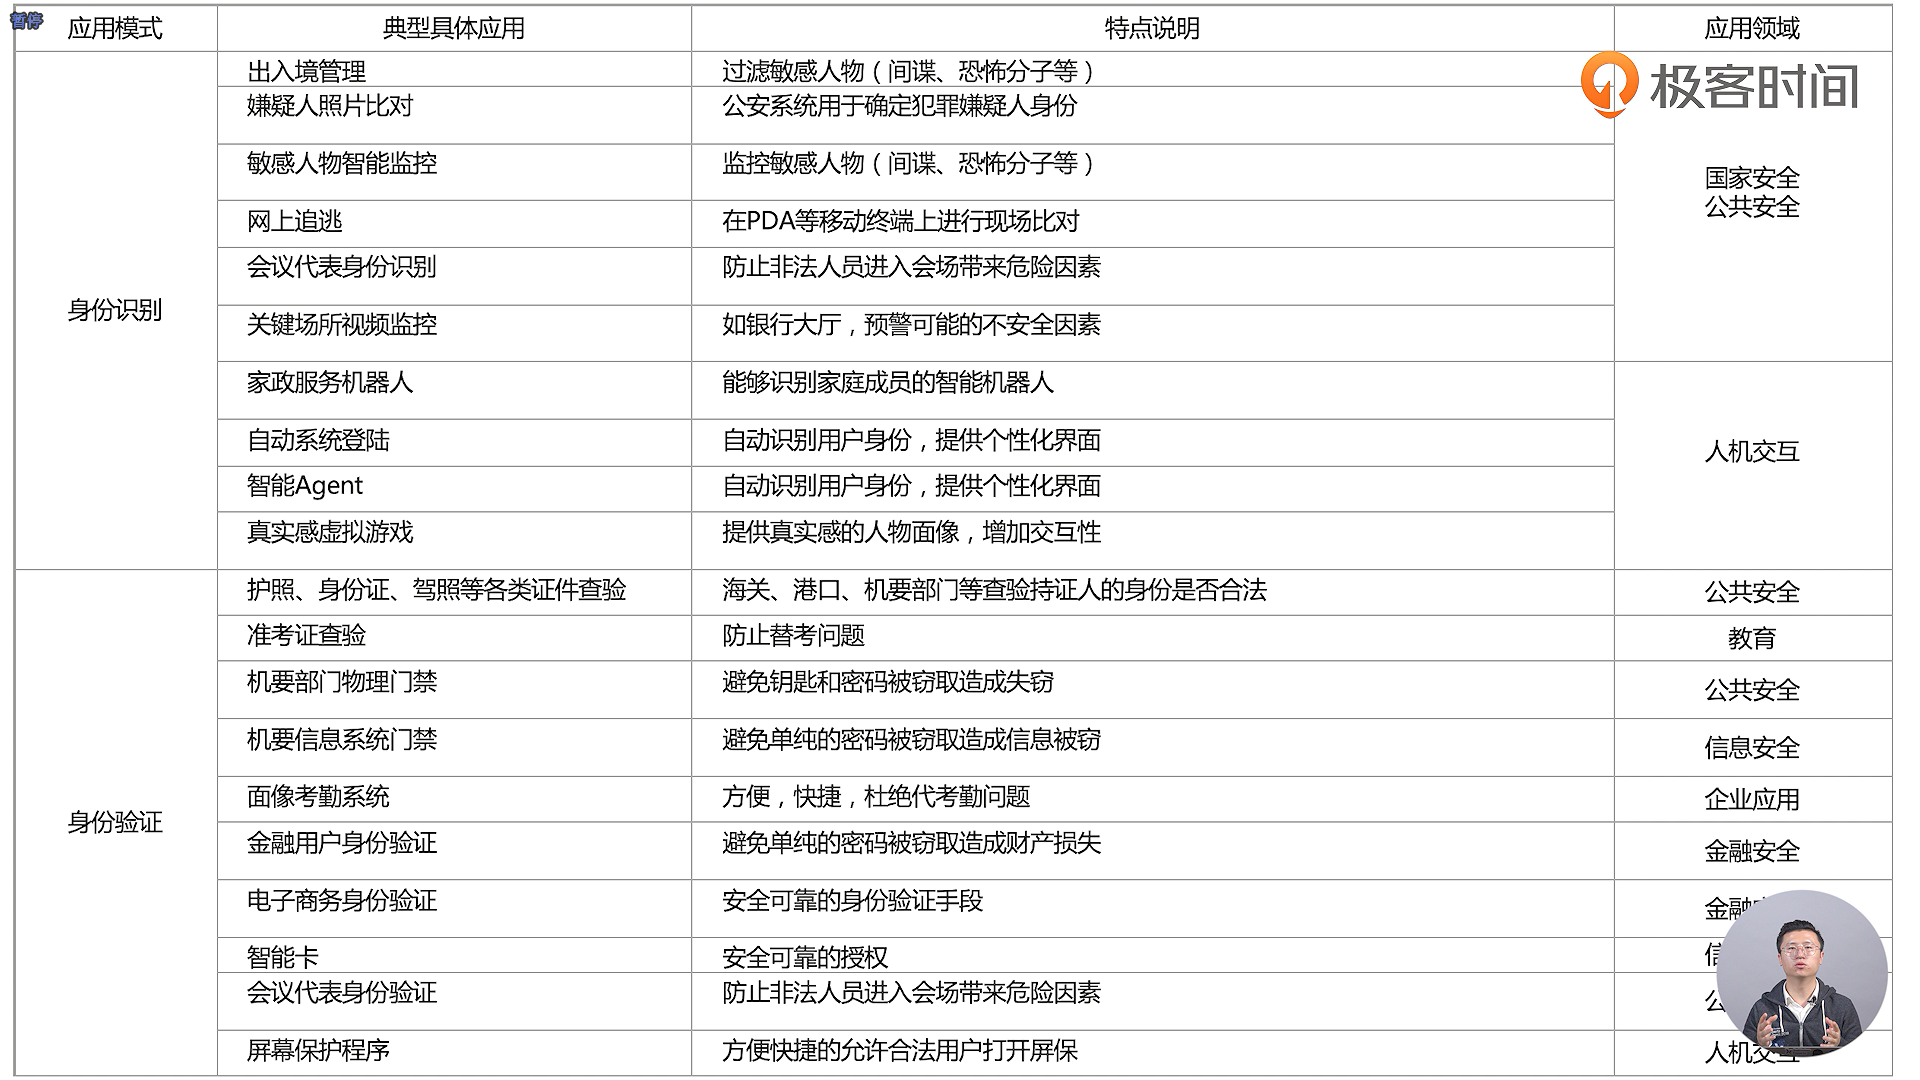 暂停
应用模式 典型具体应用 特点说明 应用领域
极客时间
身份识别
出入境管理 过滤敏感人物（间谍、恐怖分子等）
嫌疑人照片比对 公安系统用于确定犯罪嫌疑人身份
敏感人物智能监控 监控敏感人物（间谍、恐怖分子等）
国家安全
公共安全
网上追逃 在PDA等移动终端上进行现场比对
会议代表身份识别 防止非法人员进入会场带来危险因素
关键场所视频监控 如银行大厅，预警可能的不安全因素
家政服务机器人 能够识别家庭成员的智能机器人
自动系统登陆 自动识别用户身份，提供个性化界面
人机交互
智能Agent 自动识别用户身份，提供个性化界面
真实感虚拟游戏 提供真实感的人物面像，增加交互性
身份验证
护照、身份证、驾照等各类证件查验 海关、港口、机要部门等查验持证人的身份是否合法 公共安全
准考证查验 防止替考问题 教育
机要部门物理门禁 避免钥匙和密码被窃取造成失窃 公共安全
机要信息系统门禁 避免单纯的密码被窃取造成信息被窃 信息安全
面像考勤系统 方便，快捷，杜绝代考勤问题 企业应用
金融用户身份验证 避免单纯的密码被窃取造成财产损失 金融安全
电子商务身份验证 安全可靠的身份验证手段 金融
智能卡 安全可靠的授权 信
会议代表身份验证 防止非法人员进入会场带来危险因素 公
屏幕保护程序 方便快捷的允许合法用户打开屏保 人机交互